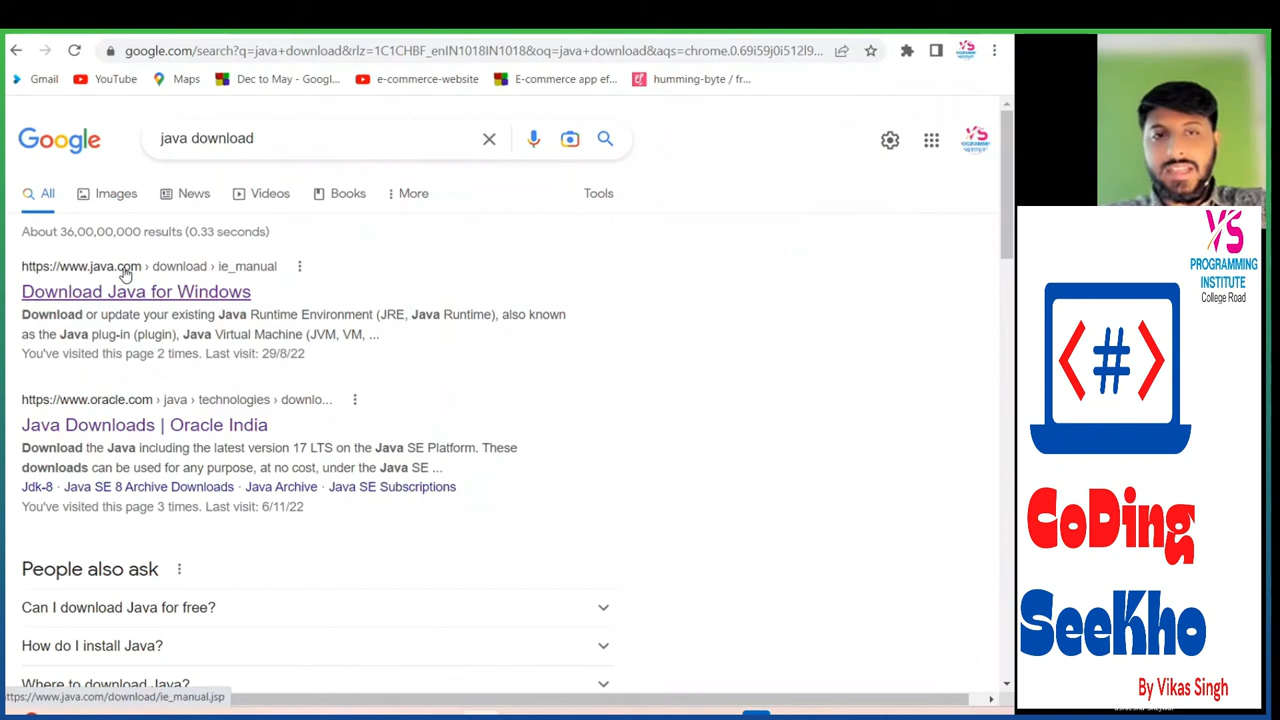 google.com/search?q=java+download&rlz=1C1CHBF_enIN1018IN1018&oq=java+download&aqs=chrome.0.69i59j0i512l9...
Gmail
YouTube
Maps
Dec to May - Googl...
e-commerce-website
E-commerce app ef...
humming-byte / fr...
Google
java download
YS
PROGRAMMING
All
Images
News
Videos
Books
More
Tools
About 36,00,00,000 results (0.33 seconds)
https://www.java.com › download › ie_manual
Download Java for Windows
Download or update your existing Java Runtime Environment (JRE, Java Runtime), also known
as the Java plug-in (plugin), Java Virtual Machine (JVM, VM, ...
You've visited this page 2 times. Last visit: 29/8/22
https://www.oracle.com › java › technologies › downlo...
Java Downloads | Oracle India
Download the Java including the latest version 17 LTS on the Java SE Platform. These
downloads can be used for any purpose, at no cost, under the Java SE ...
Jdk-8 · Java SE 8 Archive Downloads · Java Archive · Java SE Subscriptions
You've visited this page 3 times. Last visit: 6/11/22
People also ask
Can I download Java for free?
How do I install Java?
Where to download Java?
https://www.java.com/download/ie_manual.jsp
YS
PROGRAMMING
INSTITUTE
College Road
<#>
CoDing
SeeKho
By Vikas Singh